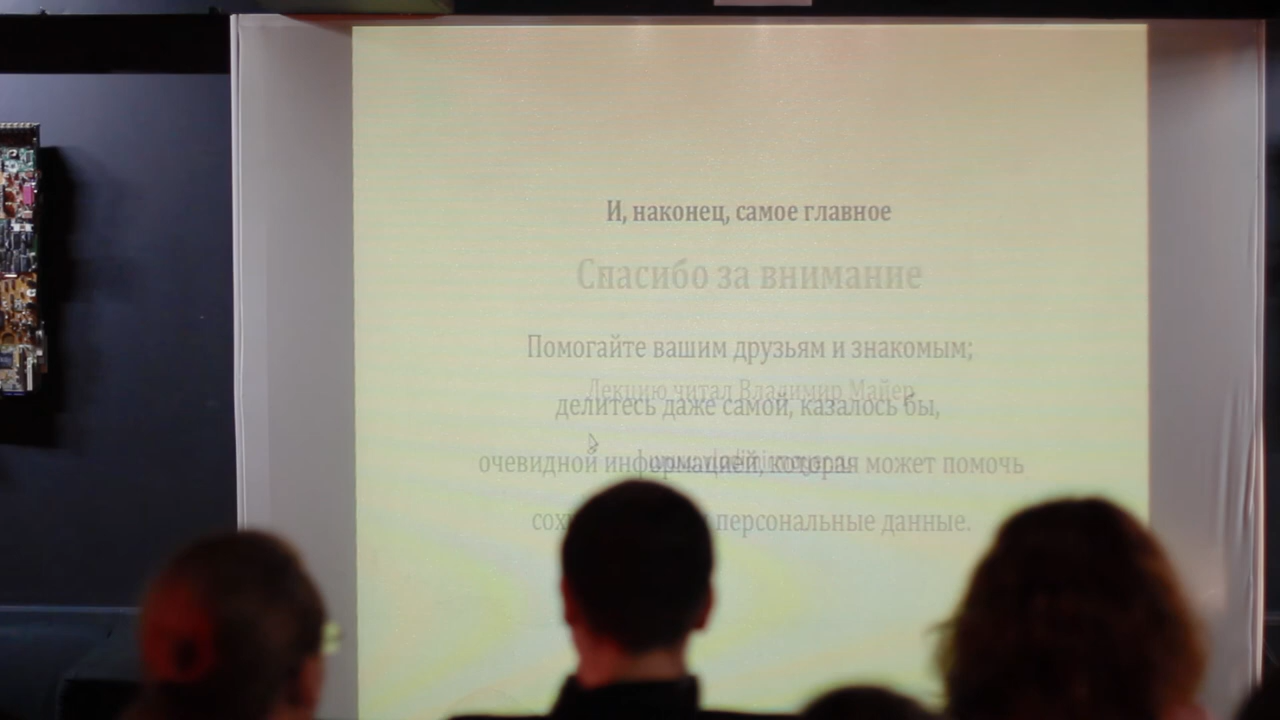 И, наконец, самое главное
Спасибо за внимание
Помогайте вашим друзьям и знакомым;
Лекцию читал Владимир Майер
делитесь даже самой, казалось бы,
очевидной информацией, которая может помочь
персональные данные.